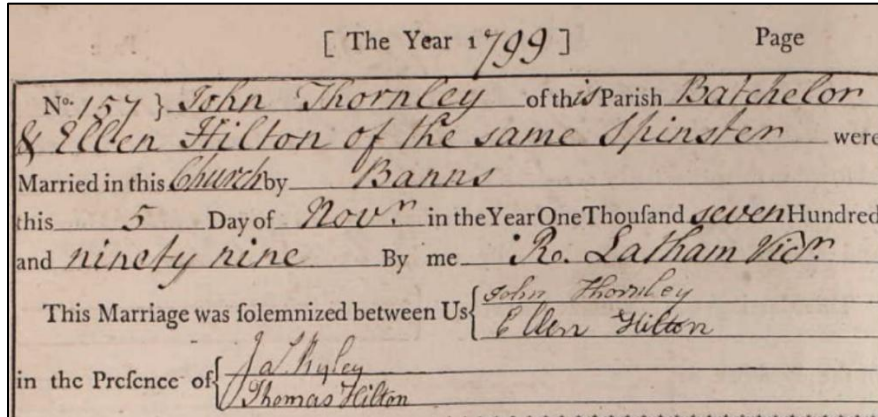 [ The Year 1799 ] Page
No. 157 } John Thornley of this Parish Batchelor
& Ellen Hilton of the same Spinster were
Married in this Church by Banns
this 5 Day of Novr. in the Year One Thouſand seven Hundred
and ninety nine By me Ro. Latham Vicr.
This Marriage was ſolemnized between Us { John Thornley
Ellen Hilton
in the Preſence of { Jas. Ryley
Thomas Hilton